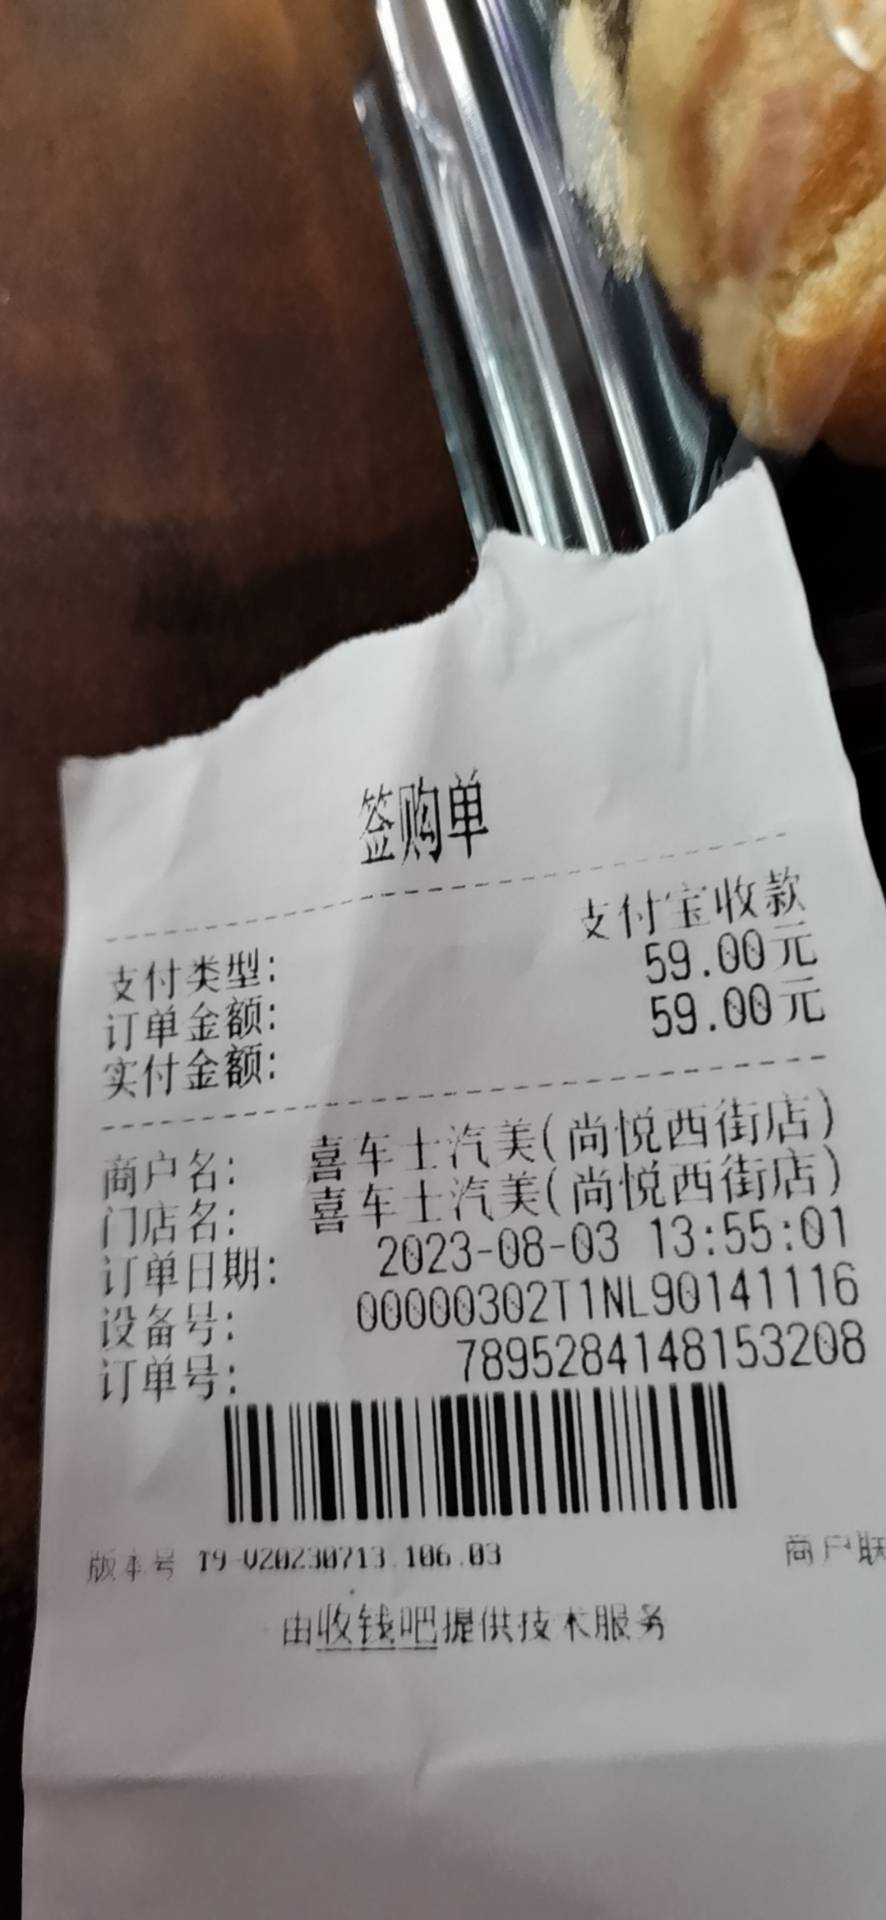 签购单
支付类型: 支付宝收款
订单金额: 59.00元
实付金额: 59.00元
商户名: 喜车士汽美(尚悦西街店)
门店名: 喜车士汽美(尚悦西街店)
订单日期: 2023-08-03 13:55:01
设备号: 00000302T1NL90141116
订单号: 7895284148153208
版本号 T9-V20230713.106.03 商户联
由收钱吧提供技术服务